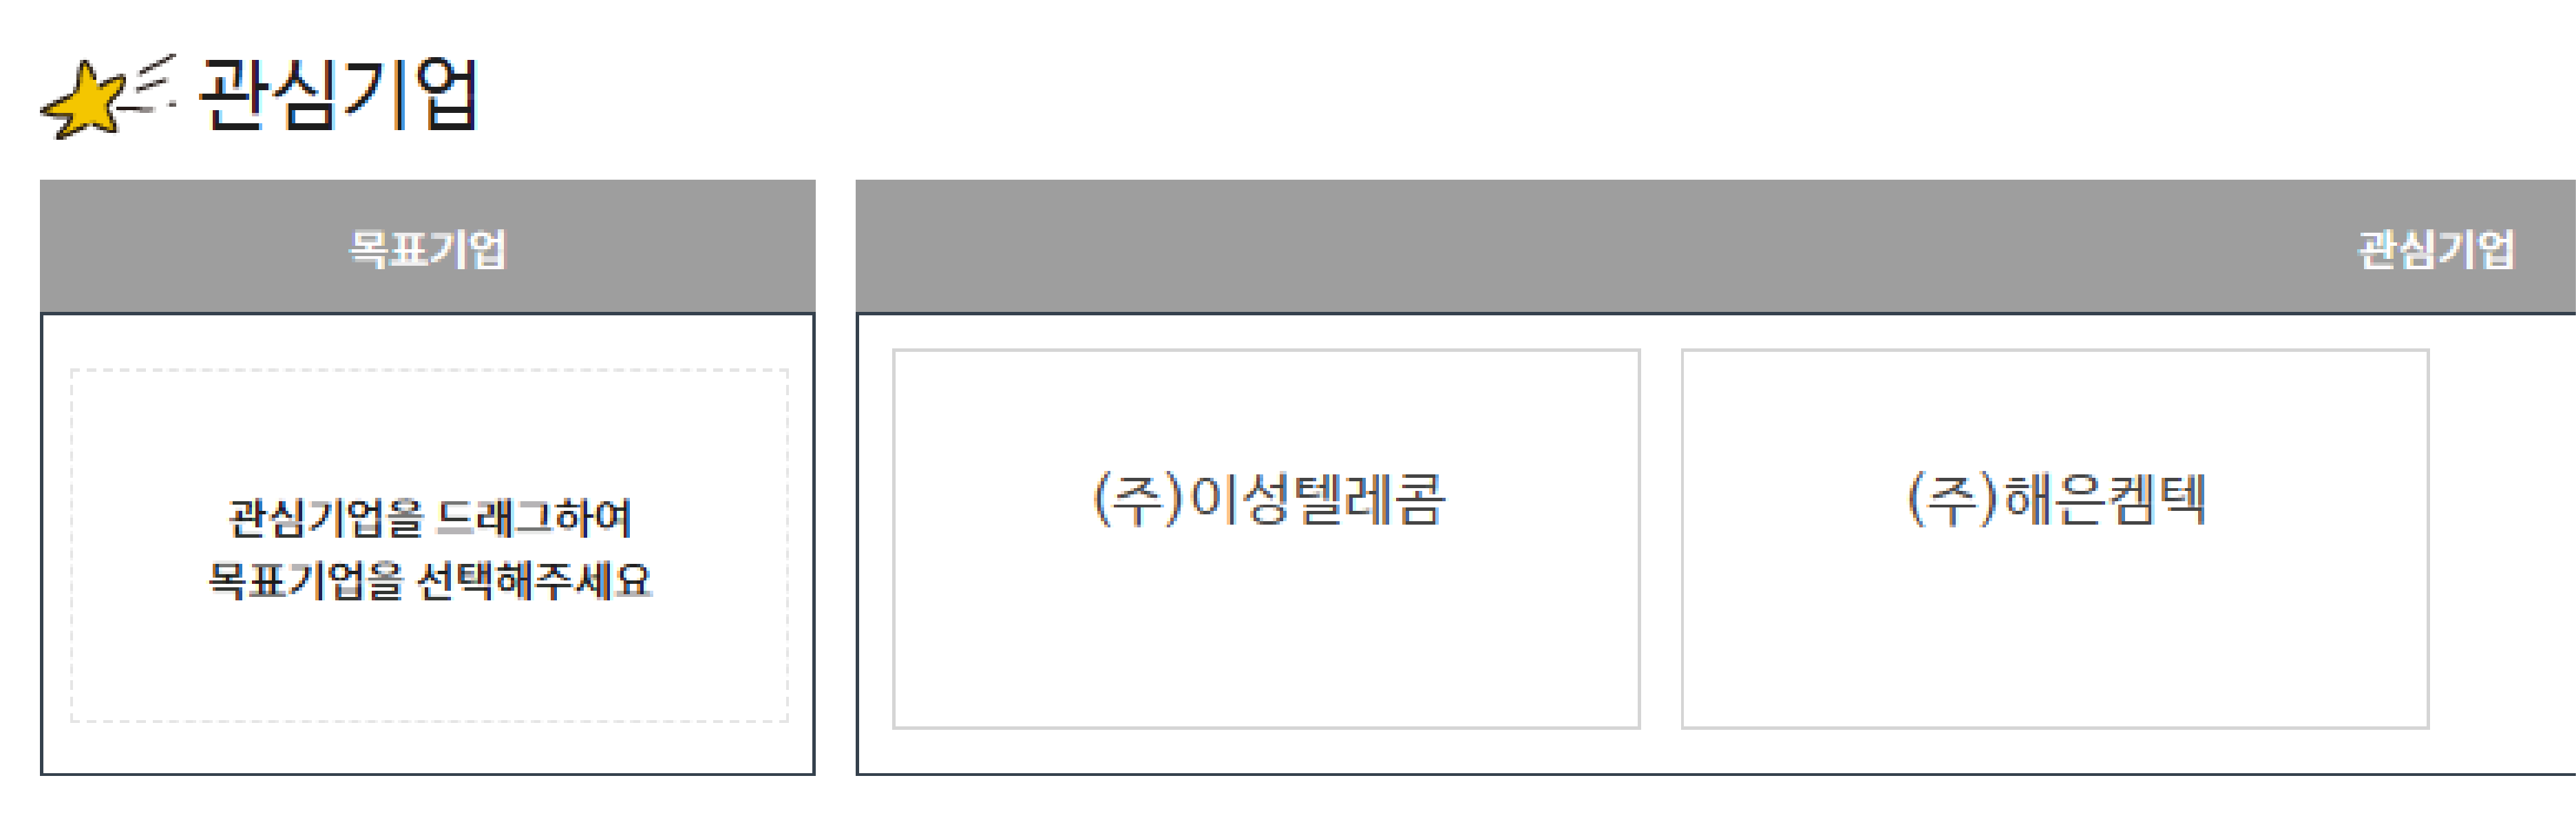 관심기업
목표기업
관심기업을 드래그하여
목표기업을 선택해주세요
관심기업
(주)이성텔레콤
(주)해은켐텍